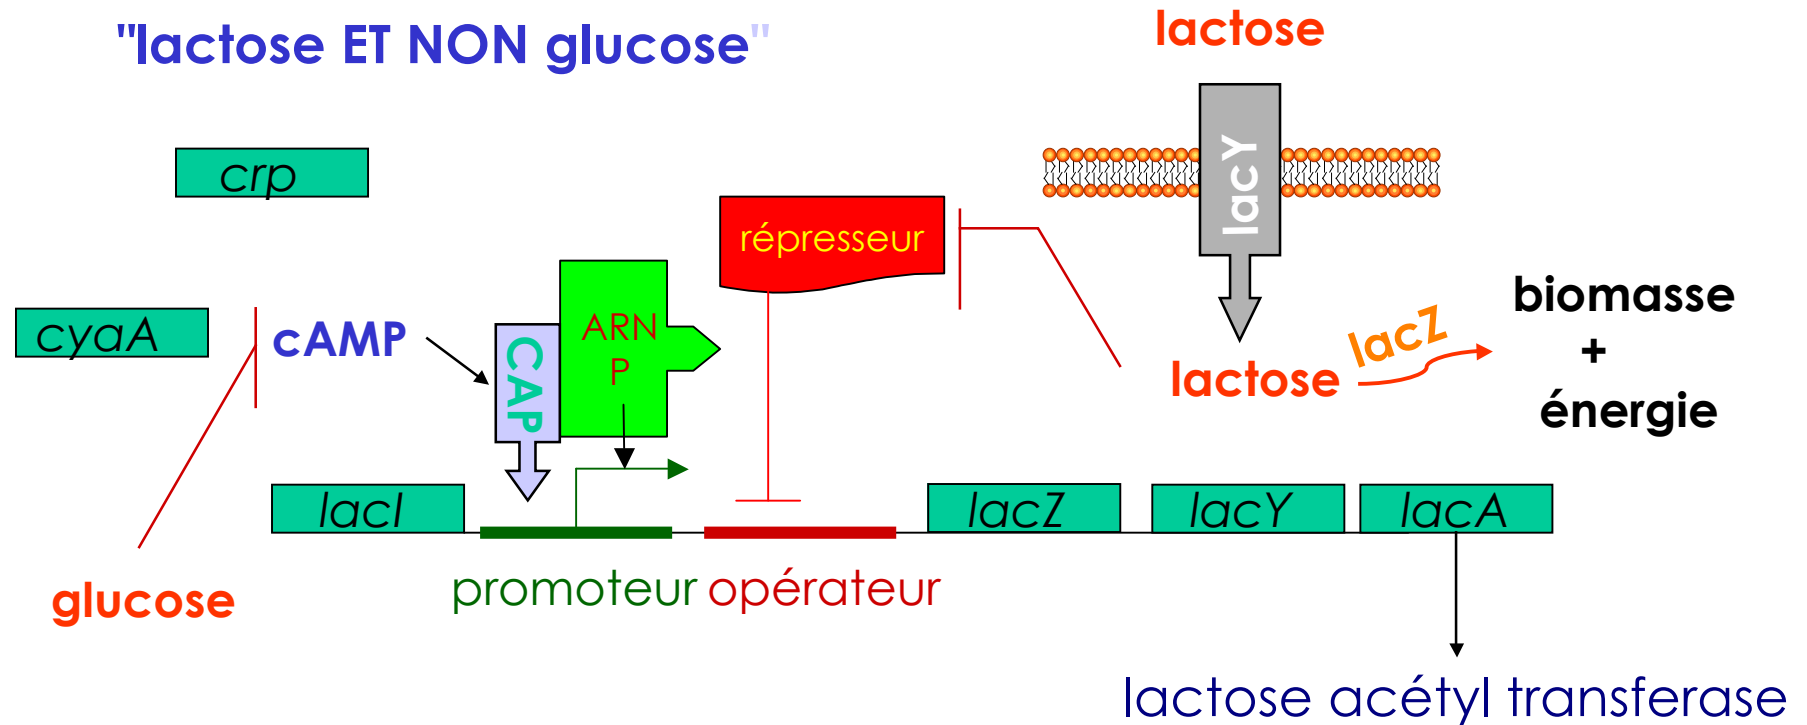 "lactose ET NON glucose"
lactose
crp
lacY
répresseur
cyaA
cAMP
CAP
ARN
P
lactose
lacZ
biomasse
+
énergie
lacI
lacZ
lacY
lacA
glucose
promoteur
opérateur
lactose acétyl transferase